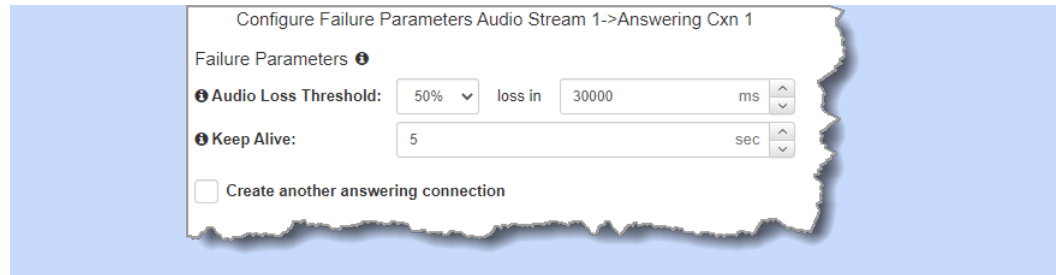 Configure Failure Parameters Audio Stream 1->Answering Cxn 1
Failure Parameters
Audio Loss Threshold: 50% loss in 30000 ms
Keep Alive: 5 sec
Create another answering connection